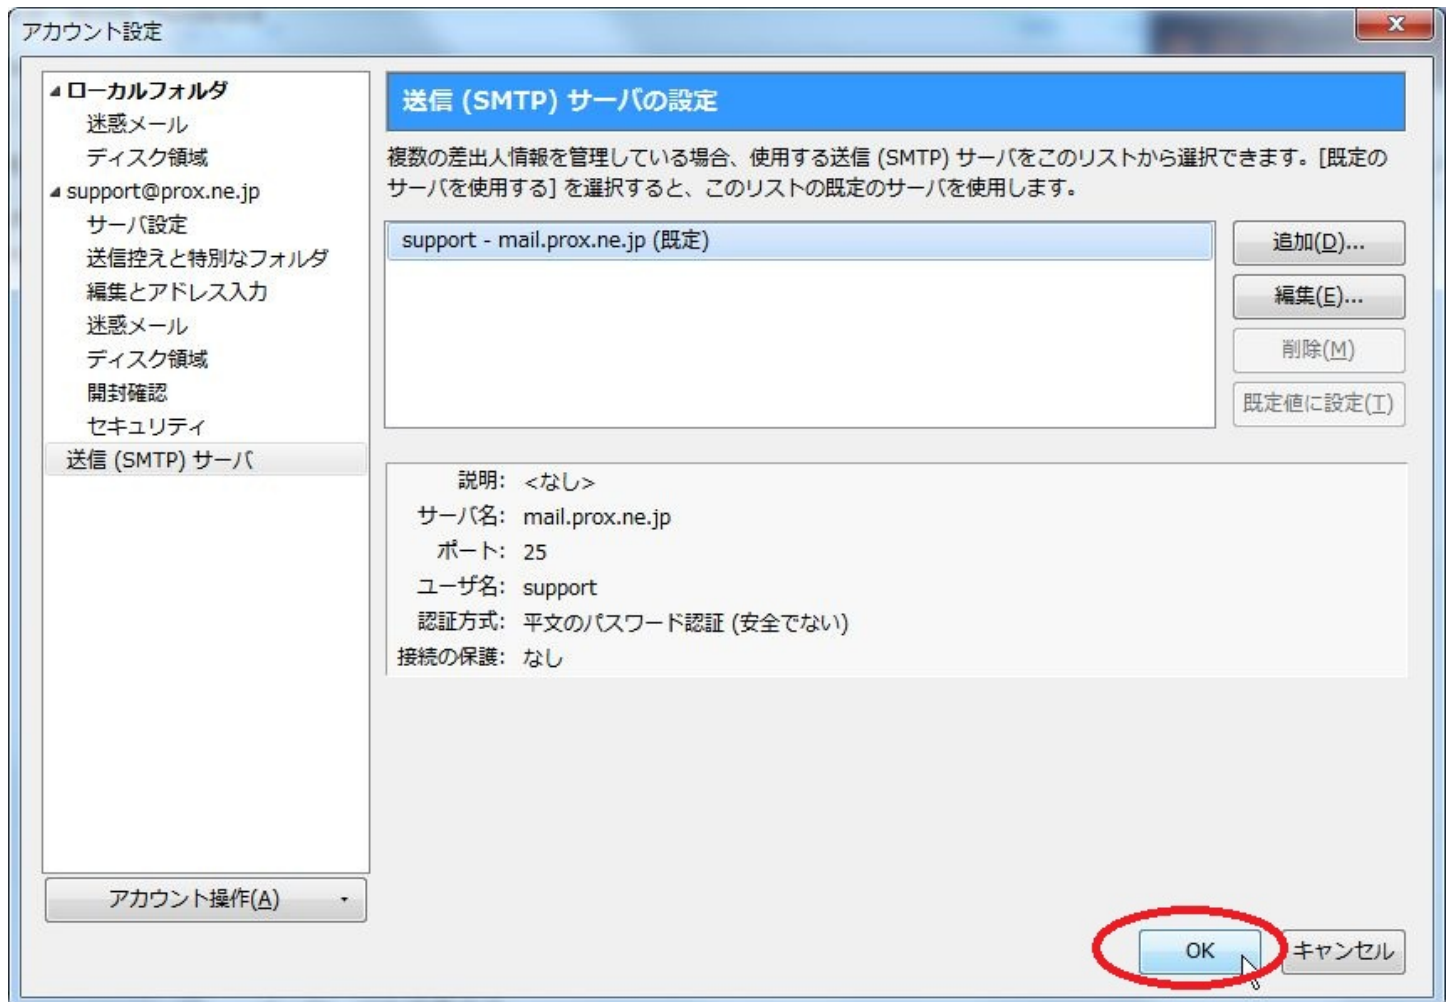 アカウント設定
ローカルフォルダ
迷惑メール
ディスク領域
support@prox.ne.jp
サーバ設定
送信控えと特別なフォルダ
編集とアドレス入力
迷惑メール
ディスク領域
開封確認
セキュリティ
送信 (SMTP) サーバ
アカウント操作(A)
送信 (SMTP) サーバの設定
複数の差出人情報を管理している場合、使用する送信 (SMTP) サーバをこのリストから選択できます。[既定の
サーバを使用する] を選択すると、このリストの既定のサーバを使用します。
support - mail.prox.ne.jp (既定)
追加(D)...
編集(E)...
削除(M)
既定値に設定(T)
説明: <なし>
サーバ名: mail.prox.ne.jp
ポート: 25
ユーザ名: support
認証方式: 平文のパスワード認証 (安全でない)
接続の保護: なし
OK
キャンセル